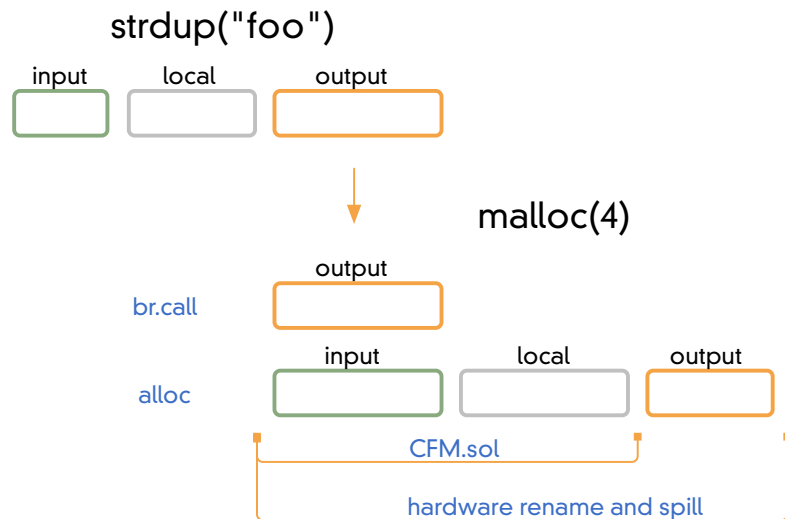 strdup("foo")
input local output
malloc(4)
output
br.call
input local output
alloc
CFM.sol
hardware rename and spill